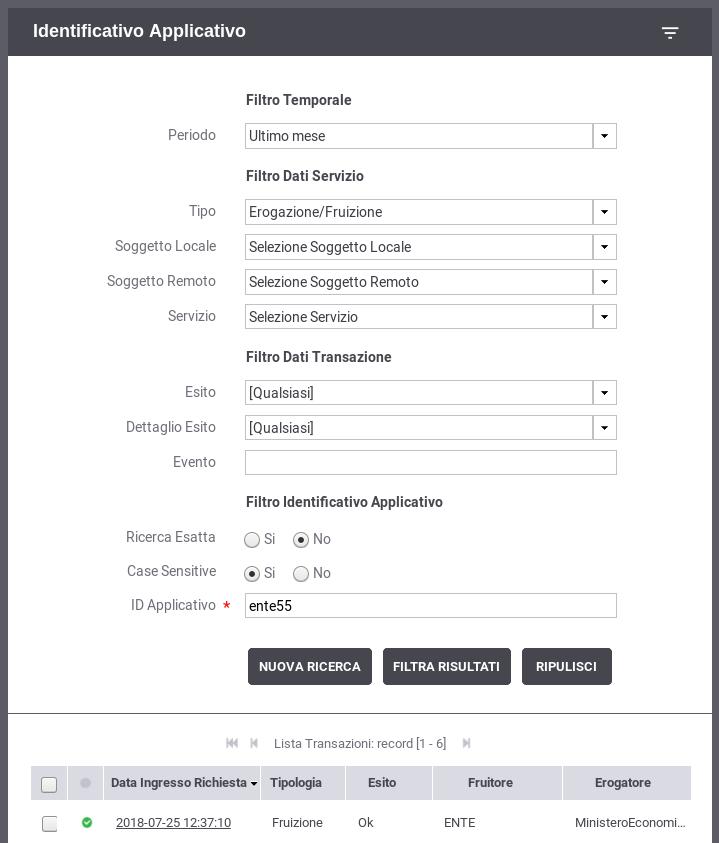 Identificativo Applicativo
Filtro Temporale
Periodo Ultimo mese
Filtro Dati Servizio
Tipo Erogazione/Fruizione
Soggetto Locale Selezione Soggetto Locale
Soggetto Remoto Selezione Soggetto Remoto
Servizio Selezione Servizio
Filtro Dati Transazione
Esito [Qualsiasi]
Dettaglio Esito [Qualsiasi]
Evento
Filtro Identificativo Applicativo
Ricerca Esatta Si No
Case Sensitive Si No
ID Applicativo * ente55
NUOVA RICERCA FILTRA RISULTATI RIPULISCI
Lista Transazioni: record [1 - 6]
Data Ingresso Richiesta Tipologia Esito Fruitore Erogatore
2018-07-25 12:37:10 Fruizione Ok ENTE MinisteroEconomi...